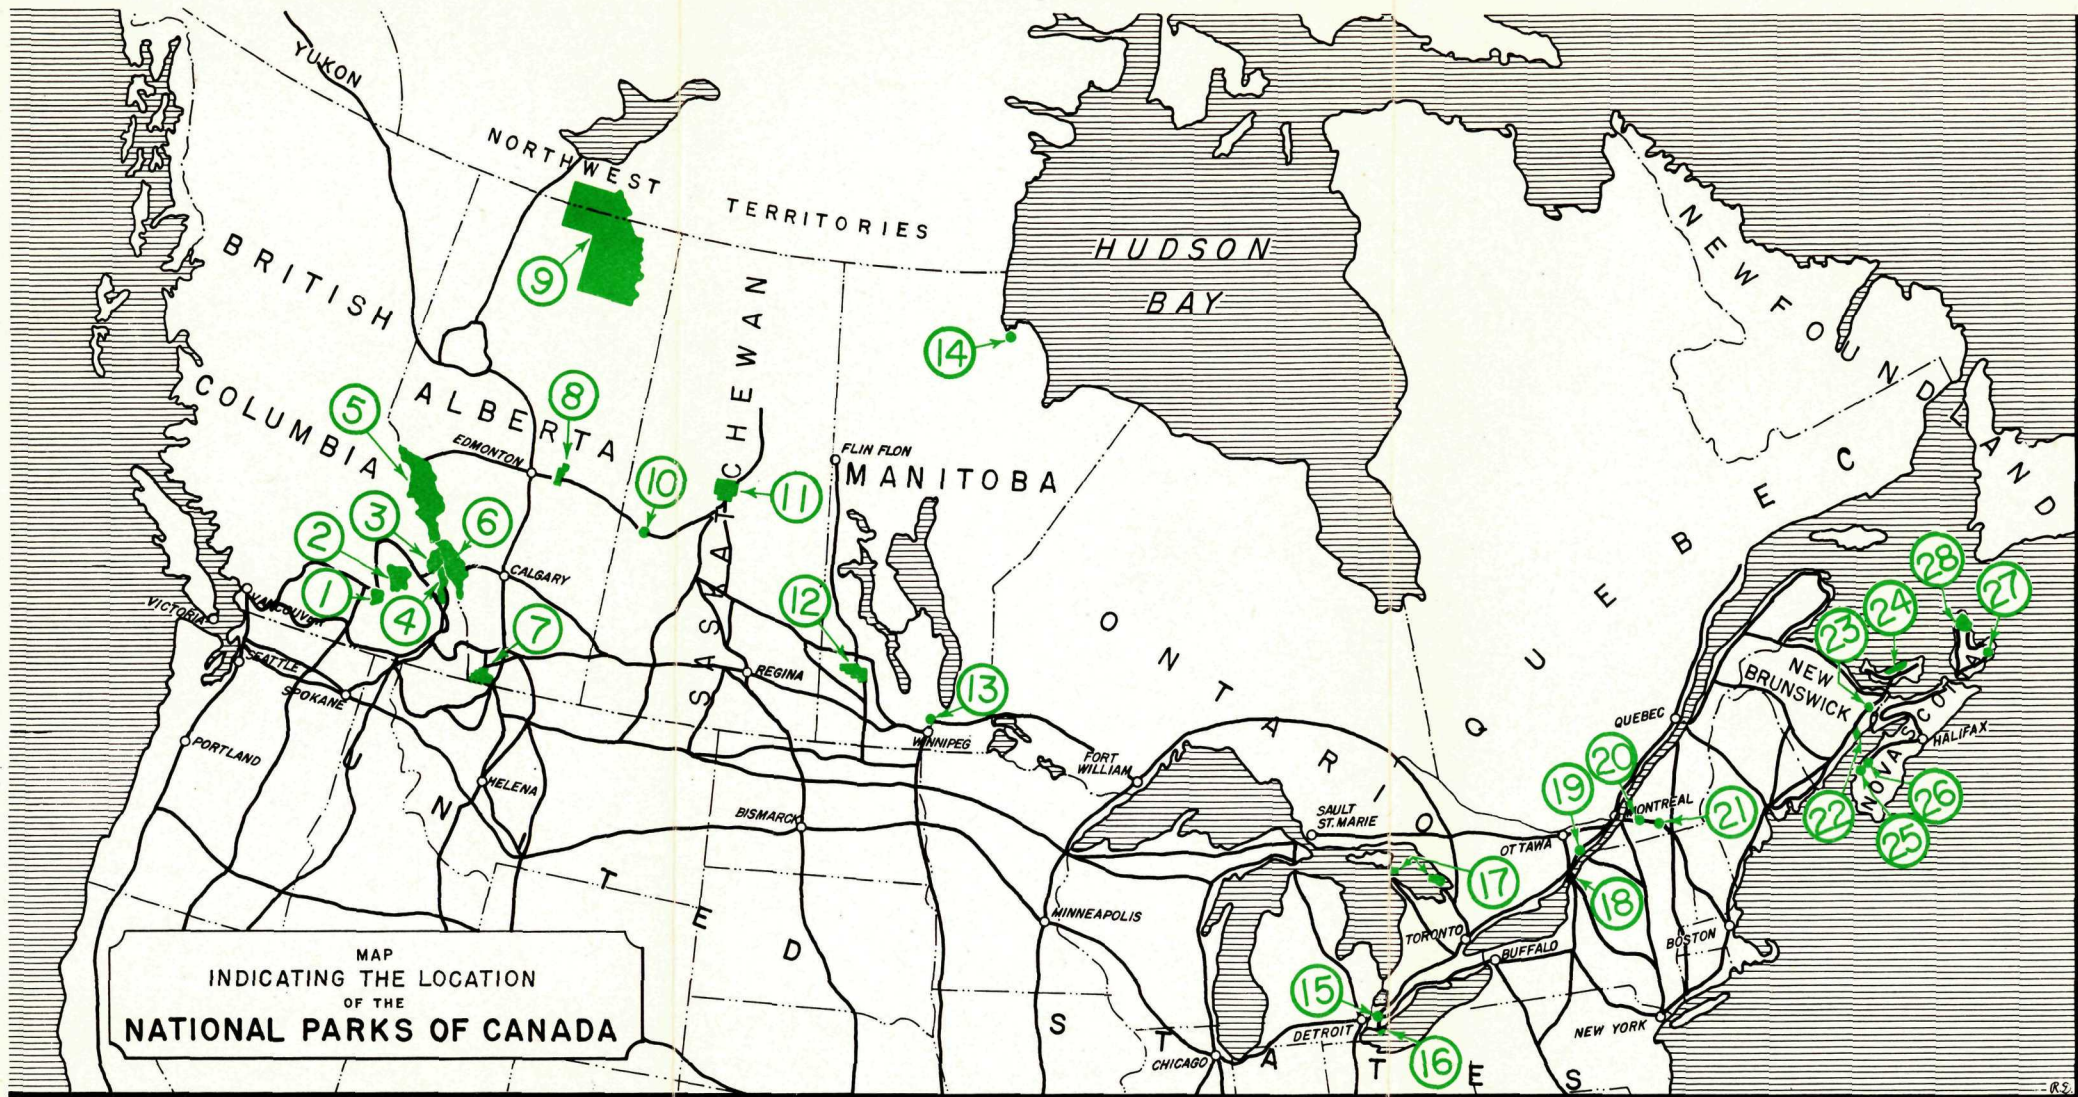 YUKON
NORTHWEST
TERRITORIES
BRITISH
COLUMBIA
ALBERTA
SASKATCHEWAN
MANITOBA
HUDSON
BAY
ONTARIO
QUEBEC
NEWFOUNDLAND
NEW
BRUNSWICK
NOVA SCOTIA
UNITED
STATES
5
8
9
14
10
11
12
13
3
6
2
1
4
7
28
27
24
23
22
26
25
19
20
21
17
18
15
16
EDMONTON
FLIN FLON
CALGARY
VANCOUVER
VICTORIA
SEATTLE
SPOKANE
REGINA
WINNIPEG
PORTLAND
HELENA
BISMARCK
FORT
WILLIAM
SAULT
ST. MARIE
MINNEAPOLIS
QUEBEC
MONTREAL
OTTAWA
HALIFAX
TORONTO
BUFFALO
BOSTON
DETROIT
CHICAGO
NEW YORK
MAP
INDICATING THE LOCATION
OF THE
NATIONAL PARKS OF CANADA
R.E.